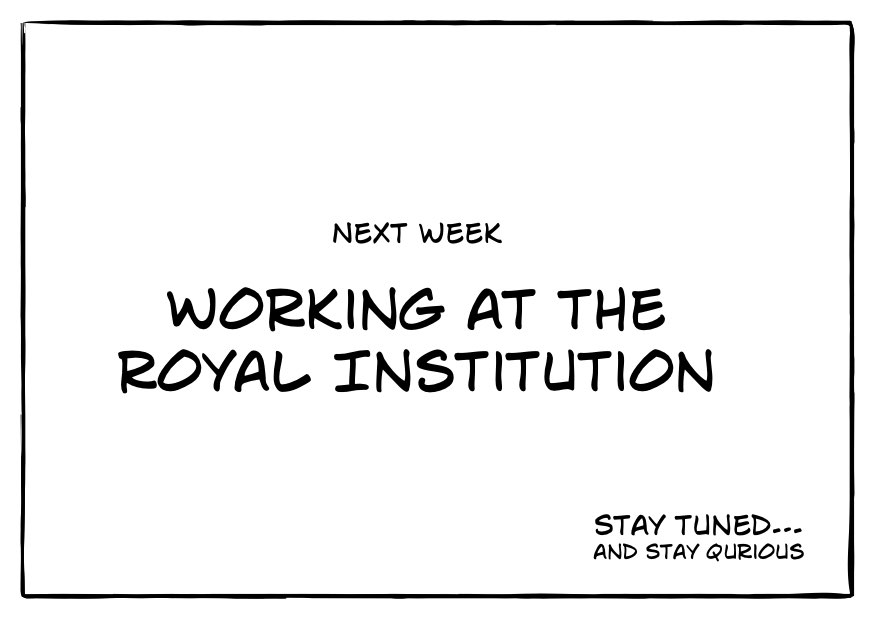 NEXT WEEK
WORKING AT THE
ROYAL INSTITUTION
STAY TUNED...
AND STAY QURIOUS